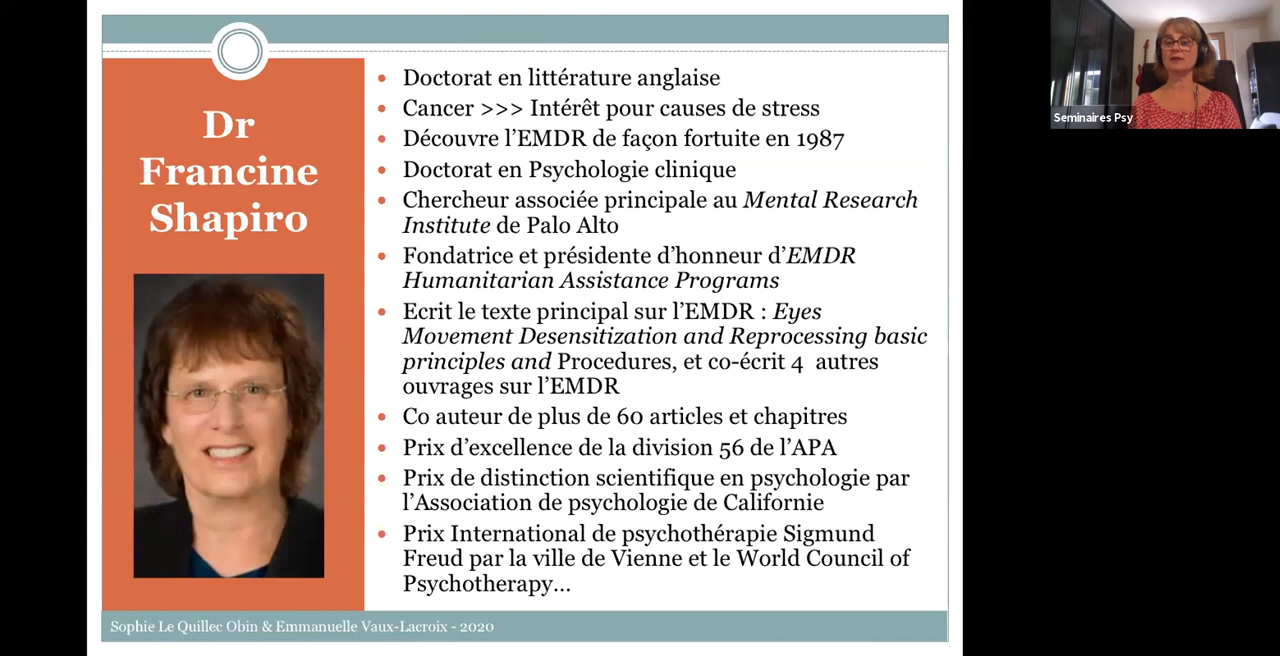 Dr
Francine
Shapiro
Doctorat en littérature anglaise
Cancer >>> Intérêt pour causes de stress
Découvre l’EMDR de façon fortuite en 1987
Doctorat en Psychologie clinique
Chercheur associée principale au Mental Research
Institute de Palo Alto
Fondatrice et présidente d’honneur d’EMDR
Humanitarian Assistance Programs
Ecrit le texte principal sur l’EMDR : Eyes
Movement Desensitization and Reprocessing basic
principles and Procedures, et co-écrit 4 autres
ouvrages sur l’EMDR
Co auteur de plus de 60 articles et chapitres
Prix d’excellence de la division 56 de l’APA
Prix de distinction scientifique en psychologie par
l’Association de psychologie de Californie
Prix International de psychothérapie Sigmund
Freud par la ville de Vienne et le World Council of
Psychotherapy…
Sophie Le Quillec Obin & Emmanuelle Vaux-Lacroix - 2020
Seminaires Psy